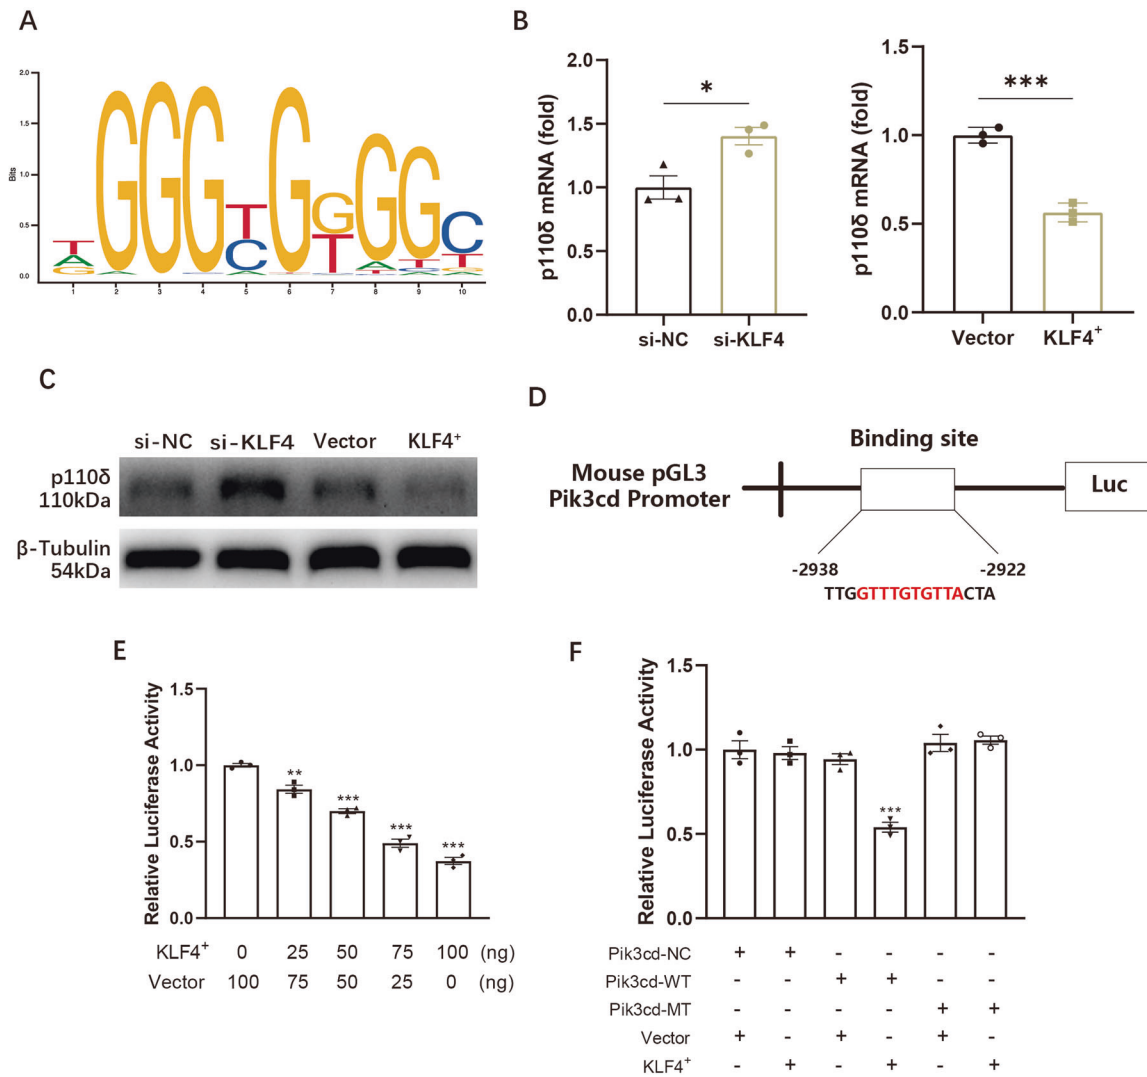 A
2.0
1.5
1.0
0.5
0.0
Bits
T
A
G
G
A
G
G
T
C
A
G
G
T
G
A
T
G
T
C
T
G
A
1 2 3 4 5 6 7 8 9 10
B
p110δ mRNA (fold)
2.0
1.5
1.0
0.5
0.0
*
si-NC si-KLF4
p110δ mRNA (fold)
1.5
1.0
0.5
0.0
***
Vector KLF4+
C
si-NC si-KLF4 Vector KLF4+
p110δ
110kDa
β-Tubulin
54kDa
D
Binding site
Mouse pGL3
Pik3cd Promoter
Luc
-2938 -2922
TTGGTTTGTGTTACTA
E
Relative Luciferase Activity
1.5
1.0
0.5
0.0
** *** *** ***
KLF4+ 0 25 50 75 100 (ng)
Vector 100 75 50 25 0 (ng)
F
Relative Luciferase Activity
1.5
1.0
0.5
0.0
***
Pik3cd-NC + + - - - -
Pik3cd-WT - - + + - -
Pik3cd-MT - - - - + +
Vector + - + - + -
KLF4+ - + - + - +